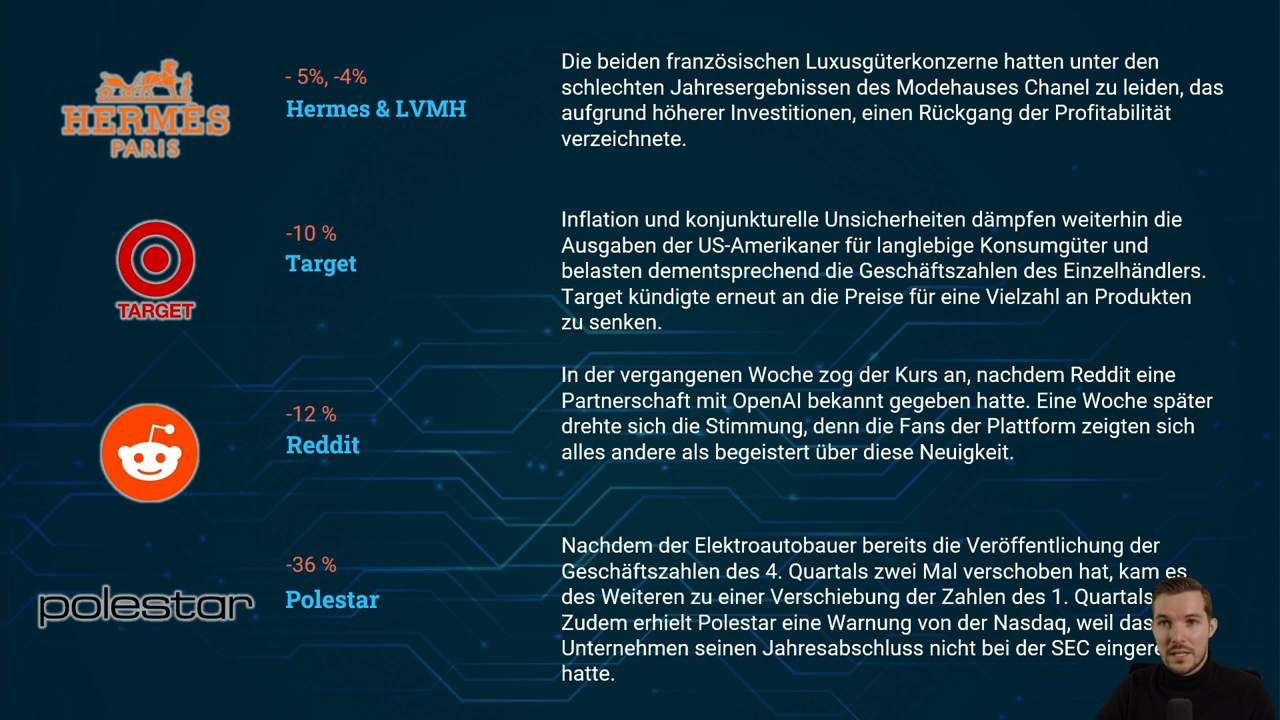 HERMÈS
PARIS
- 5%, -4%
Hermes & LVMH
Die beiden französischen Luxusgüterkonzerne hatten unter den
schlechten Jahresergebnissen des Modehauses Chanel zu leiden, das
aufgrund höherer Investitionen, einen Rückgang der Profitabilität
verzeichnete.
TARGET
-10 %
Target
Inflation und konjunkturelle Unsicherheiten dämpfen weiterhin die
Ausgaben der US-Amerikaner für langlebige Konsumgüter und
belasten dementsprechend die Geschäftszahlen des Einzelhändlers.
Target kündigte erneut an die Preise für eine Vielzahl an Produkten
zu senken.
-12 %
Reddit
In der vergangenen Woche zog der Kurs an, nachdem Reddit eine
Partnerschaft mit OpenAI bekannt gegeben hatte. Eine Woche später
drehte sich die Stimmung, denn die Fans der Plattform zeigten sich
alles andere als begeistert über diese Neuigkeit.
polestar
-36 %
Polestar
Nachdem der Elektroautobauer bereits die Veröffentlichung der
Geschäftszahlen des 4. Quartals zwei Mal verschoben hat, kam es
des Weiteren zu einer Verschiebung der Zahlen des 1. Quartals
Zudem erhielt Polestar eine Warnung von der Nasdaq, weil das
Unternehmen seinen Jahresabschluss nicht bei der SEC
hatte.